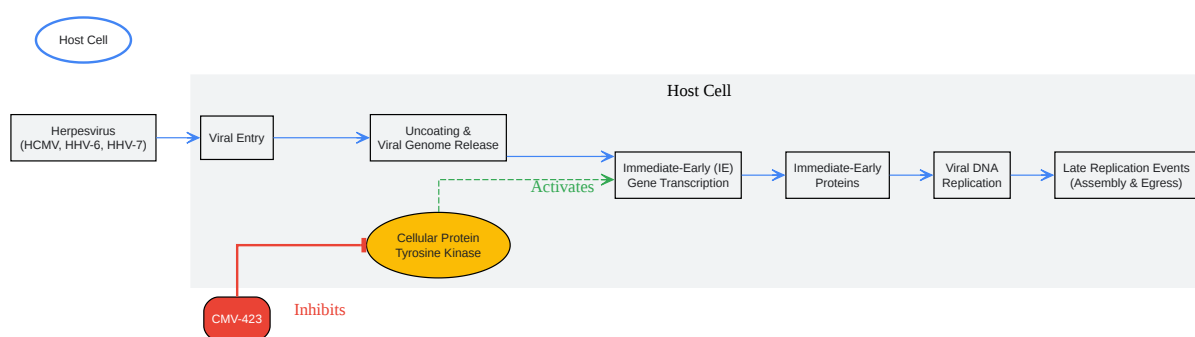 Host Cell
Host Cell
Herpesvirus
(HCMV, HHV-6, HHV-7)
Viral Entry
Uncoating &
Viral Genome Release
Immediate-Early (IE)
Gene Transcription
Immediate-Early
Proteins
Viral DNA
Replication
Late Replication Events
(Assembly & Egress)
Activates
Cellular Protein
Tyrosine Kinase
CMV-423
Inhibits